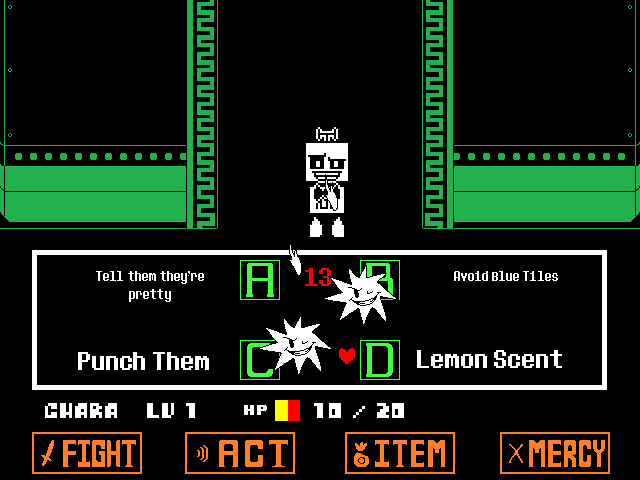 Tell them they're
pretty
A
13
B
Avoid Blue Tiles
Punch Them
C
D
Lemon Scent
CHARA LV 1 HP 10 / 20
FIGHT ACT ITEM MERCY